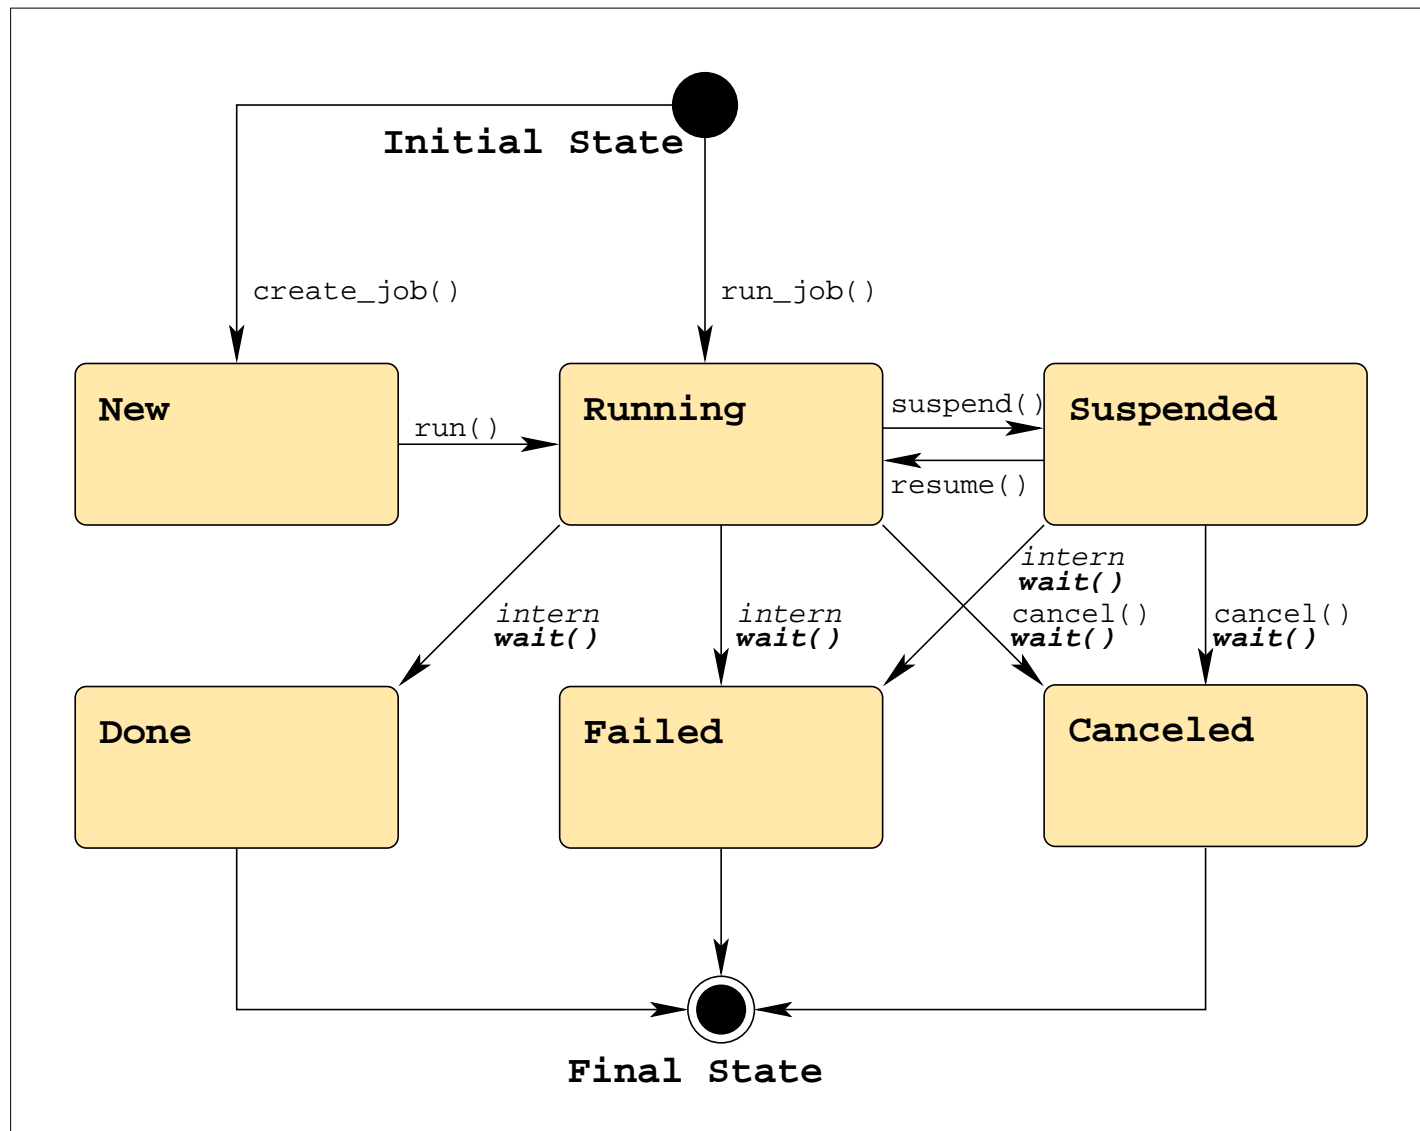 Initial State
create_job()
run_job()
New
run()
Running
suspend()
resume()
Suspended
intern
wait()
intern
wait()
intern
wait()
cancel()
wait()
cancel()
wait()
Done
Failed
Canceled
Final State